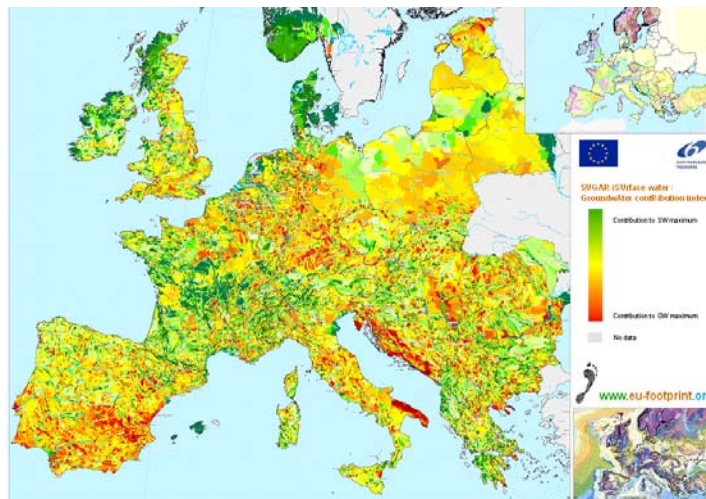 SUGAR (SUrface water /
GroundwAter contribution index)
Contribution to SW maximum
Contribution to GW maximum
No data
www.eu-footprint.or